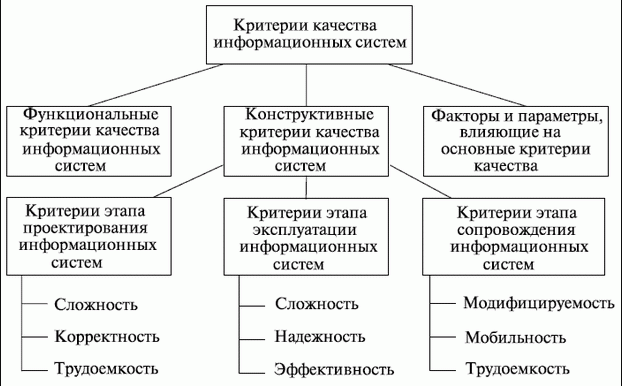 Критерии качества
информационных систем
Функциональные
критерии качества
информационных
систем
Конструктивные
критерии качества
информационных
систем
Факторы и параметры,
влияющие на
основные критерии
качества
Критерии этапа
проектирования
информационных
систем
Критерии этапа
эксплуатации
информационных
систем
Критерии этапа
сопровождения
информационных
систем
Сложность
Корректность
Трудоемкость
Сложность
Надежность
Эффективность
Модифицируемость
Мобильность
Трудоемкость